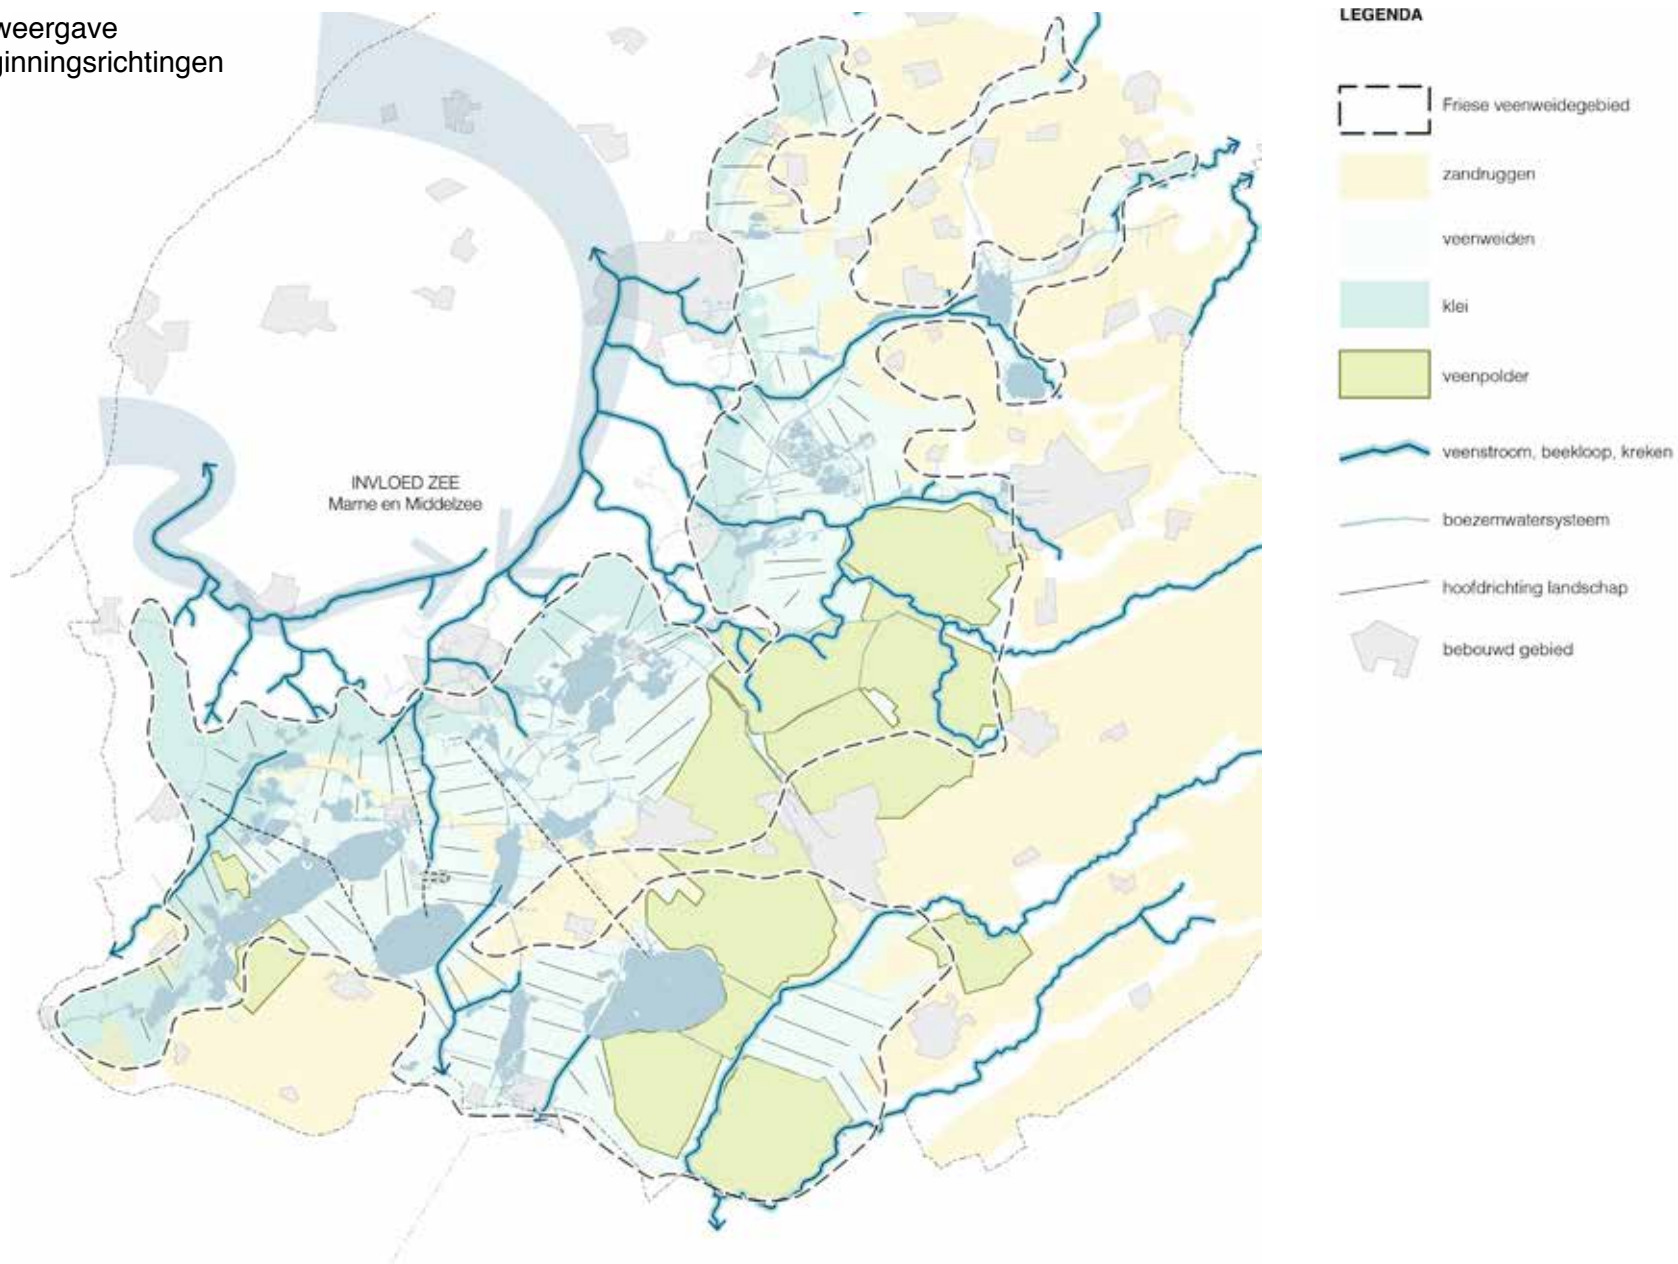 weergave
ginningsrichtingen
INVLOED ZEE
Marne en Middelzee
LEGENDA
Friese veenweidegebied
zandruggen
veenweiden
klei
veenpolder
veenstroom, beekloop, kreken
boezemwatersysteem
hoofdrichting landschap
bebouwd gebied